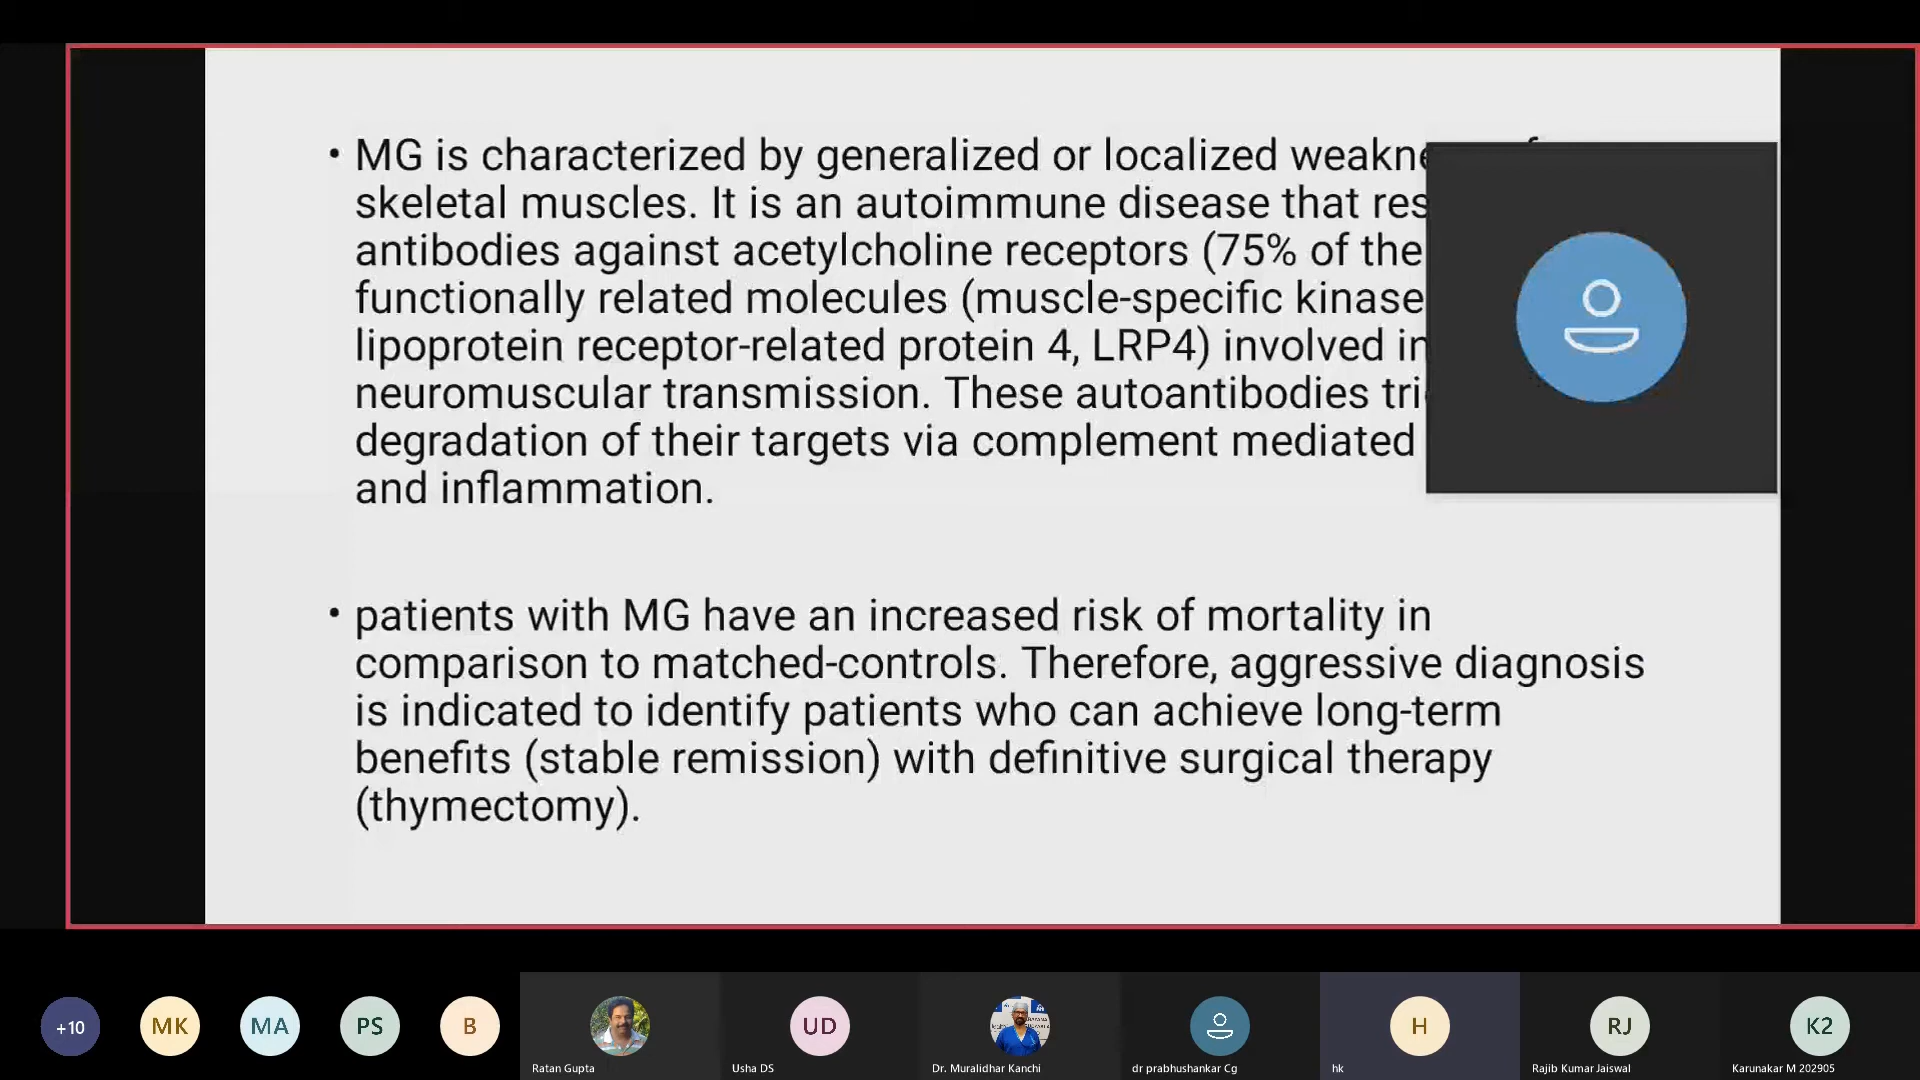 • MG is characterized by generalized or localized
skeletal muscles. It is an autoimmune disease that
antibodies against acetylcholine receptors (75% of the
functionally related molecules (muscle-specific kinase
lipoprotein receptor-related protein 4, LRP4) involved
neuromuscular transmission. These autoantibodies
degradation of their targets via complement mediated
and inflammation.
• patients with MG have an increased risk of mortality in
comparison to matched-controls. Therefore, aggressive diagnosis
is indicated to identify patients who can achieve long-term
benefits (stable remission) with definitive surgical therapy
(thymectomy).
+10 MK MA PS B UD H RJ K2
Ratan Gupta Usha DS Dr. Muralidhar Kanchi dr prabhushankar Cg hk Rajib Kumar Jaiswal Karunakar M 202905